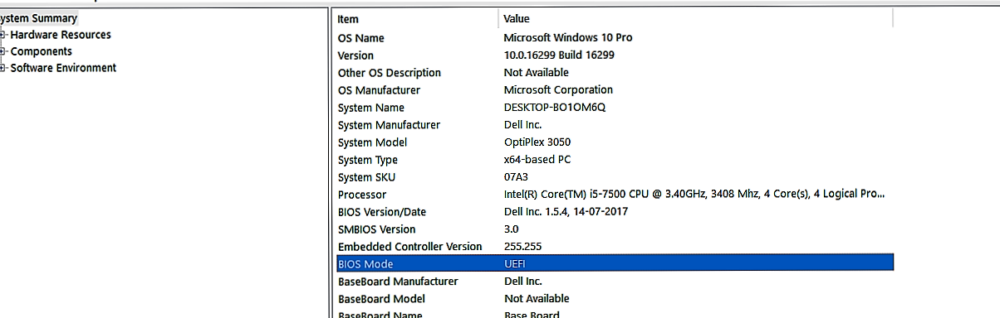 System Summary
Hardware Resources
Components
Software Environment
Item Value
OS Name Microsoft Windows 10 Pro
Version 10.0.16299 Build 16299
Other OS Description Not Available
OS Manufacturer Microsoft Corporation
System Name DESKTOP-BO1OM6Q
System Manufacturer Dell Inc.
System Model OptiPlex 3050
System Type x64-based PC
System SKU 07A3
Processor Intel(R) Core(TM) i5-7500 CPU @ 3.40GHz, 3408 Mhz, 4 Core(s), 4 Logical Pro...
BIOS Version/Date Dell Inc. 1.5.4, 14-07-2017
SMBIOS Version 3.0
Embedded Controller Version 255.255
BIOS Mode UEFI
BaseBoard Manufacturer Dell Inc.
BaseBoard Model Not Available
BaseBoard Name Base Board